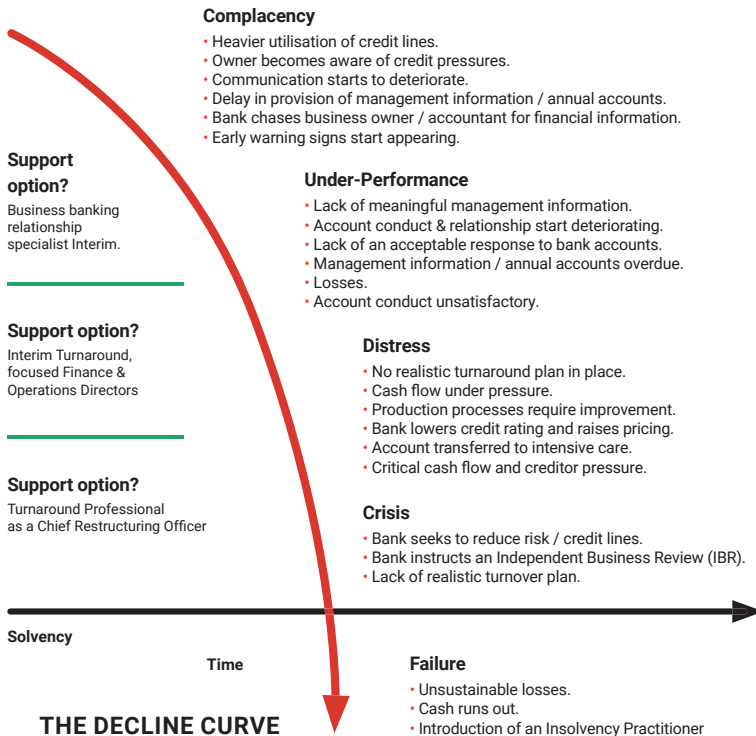 Complacency
• Heavier utilisation of credit lines.
• Owner becomes aware of credit pressures.
• Communication starts to deteriorate.
• Delay in provision of management information / annual accounts.
• Bank chases business owner / accountant for financial information.
• Early warning signs start appearing.
Support
option?
Business banking
relationship
specialist Interim.
Under-Performance
• Lack of meaningful management information.
• Account conduct & relationship start deteriorating.
• Lack of an acceptable response to bank accounts.
• Management information / annual accounts overdue.
• Losses.
• Account conduct unsatisfactory.
Support option?
Interim Turnaround,
focused Finance &
Operations Directors
Distress
• No realistic turnaround plan in place.
• Cash flow under pressure.
• Production processes require improvement.
• Bank lowers credit rating and raises pricing.
• Account transferred to intensive care.
• Critical cash flow and creditor pressure.
Support option?
Turnaround Professional
as a Chief Restructuring Officer
Crisis
• Bank seeks to reduce risk / credit lines.
• Bank instructs an Independent Business Review (IBR).
• Lack of realistic turnover plan.
Solvency
Time
Failure
• Unsustainable losses.
• Cash runs out.
• Introduction of an Insolvency Practitioner
THE DECLINE CURVE